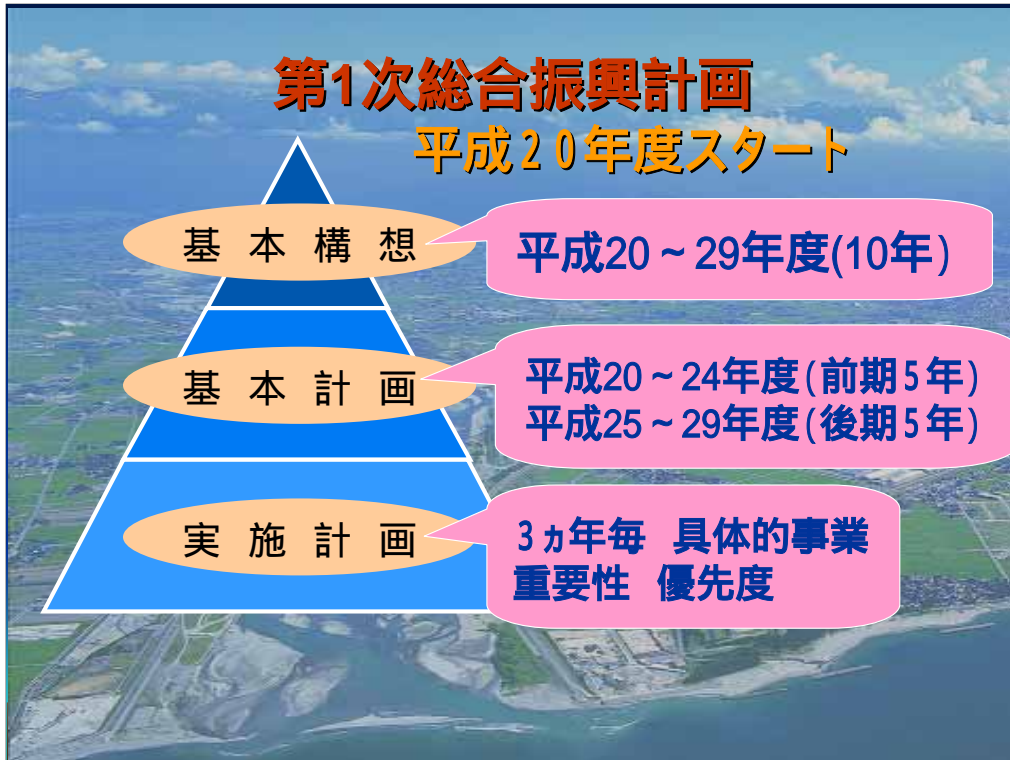 第1次総合振興計画
平成２０年度スタート
基本構想
平成20～29年度(10年)
基本計画
平成20～24年度(前期５年)
平成25～29年度(後期５年)
実施計画
3ヵ年毎 具体的事業
重要性 優先度